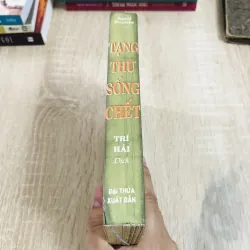 TẠNG
THƯ
SỐNG
CHẾT
TRÍ
HẢI
Dịch
ĐẠI THỪA
XUẤT BẢN